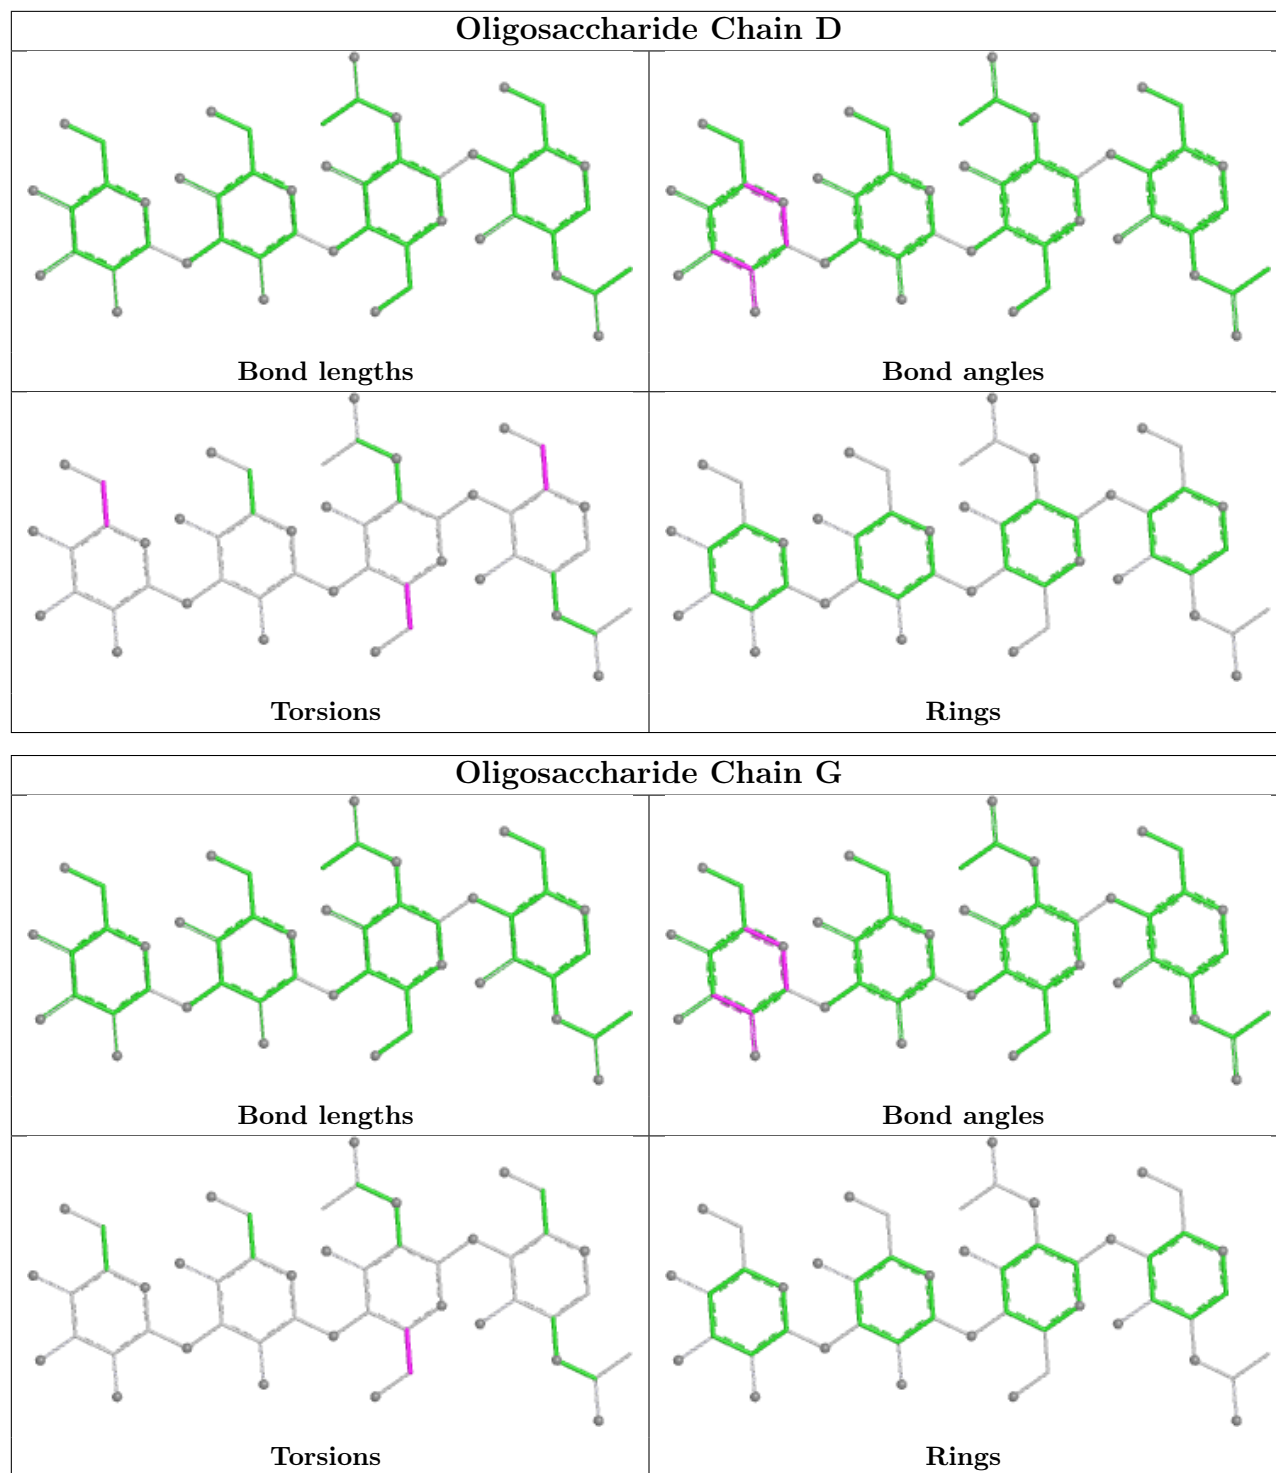 Oligosaccharide Chain D
Bond lengths
Bond angles
Torsions
Rings
Oligosaccharide Chain G
Bond lengths
Bond angles
Torsions
Rings